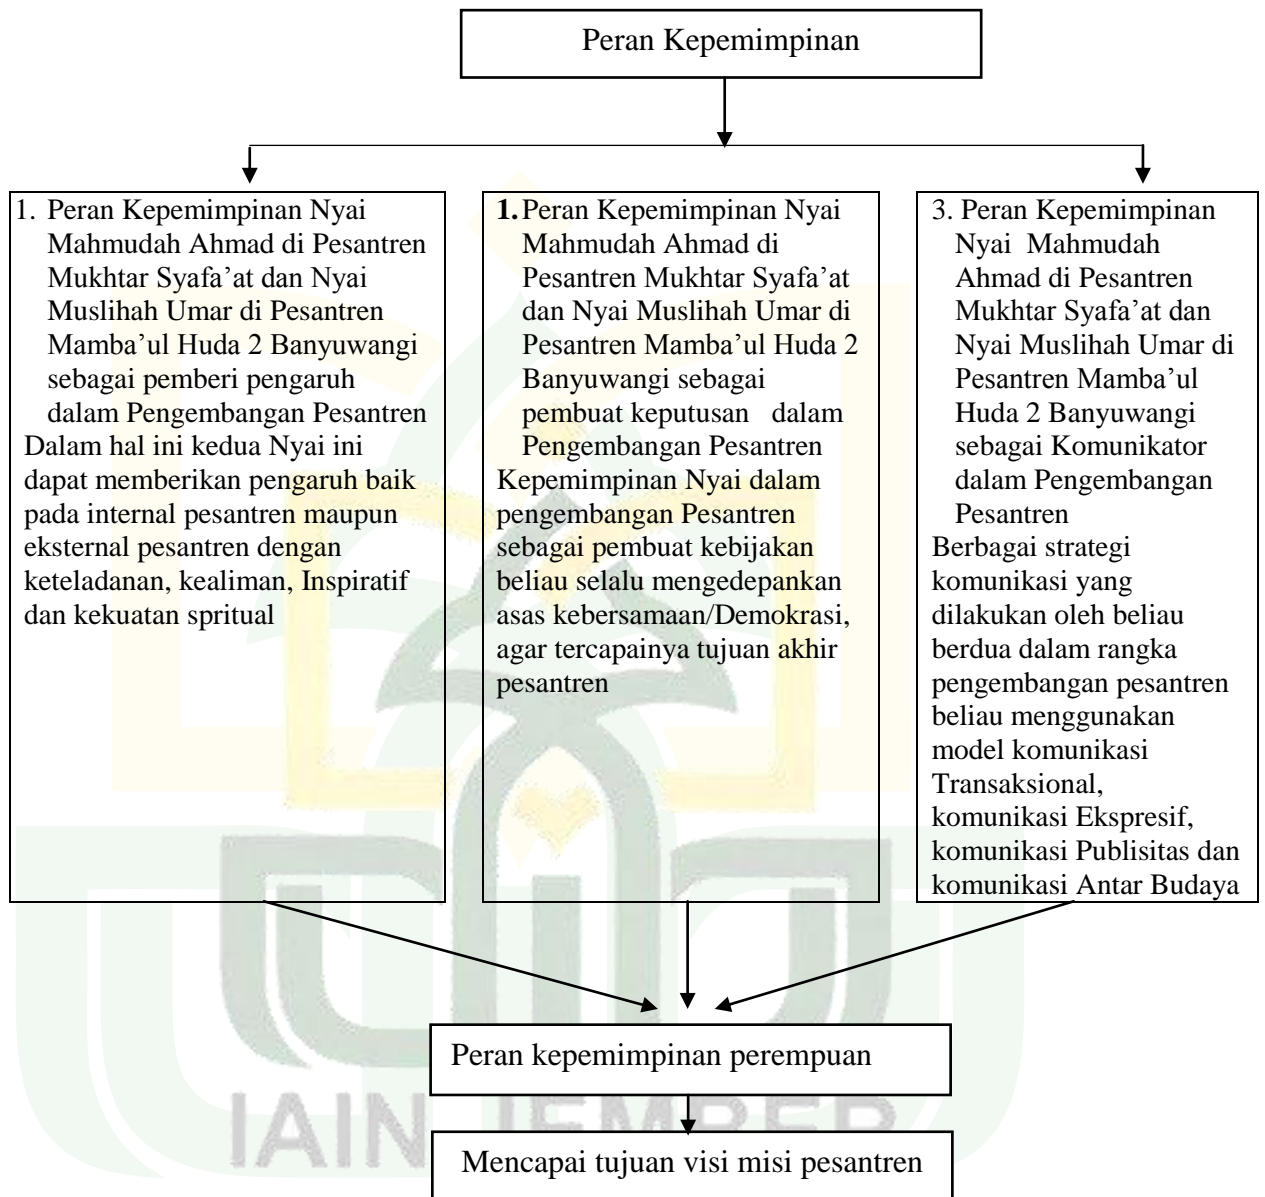 Peran Kepemimpinan
1. Peran Kepemimpinan Nyai
Mahmudah Ahmad di Pesantren
Mukhtar Syafa’at dan Nyai
Muslihah Umar di Pesantren
Mamba’ul Huda 2 Banyuwangi
sebagai pemberi pengaruh
dalam Pengembangan Pesantren
Dalam hal ini kedua Nyai ini
dapat memberikan pengaruh baik
pada internal pesantren maupun
eksternal pesantren dengan
keteladanan, kealiman, Inspiratif
dan kekuatan spritual
1. Peran Kepemimpinan Nyai
Mahmudah Ahmad di
Pesantren Mukhtar Syafa’at
dan Nyai Muslihah Umar di
Pesantren Mamba’ul Huda 2
Banyuwangi sebagai
pembuat keputusan dalam
Pengembangan Pesantren
Kepemimpinan Nyai dalam
pengembangan Pesantren
sebagai pembuat kebijakan
beliau selalu mengedepankan
asas kebersamaan/Demokrasi,
agar tercapainya tujuan akhir
pesantren
3. Peran Kepemimpinan
Nyai Mahmudah
Ahmad di Pesantren
Mukhtar Syafa’at dan
Nyai Muslihah Umar di
Pesantren Mamba’ul
Huda 2 Banyuwangi
sebagai Komunikator
dalam Pengembangan
Pesantren
Berbagai strategi
komunikasi yang
dilakukan oleh beliau
berdua dalam rangka
pengembangan pesantren
beliau menggunakan
model komunikasi
Transaksional,
komunikasi Ekspresif,
komunikasi Publisitas dan
komunikasi Antar Budaya
Peran kepemimpinan perempuan
IAIN JEMBER
Mencapai tujuan visi misi pesantren